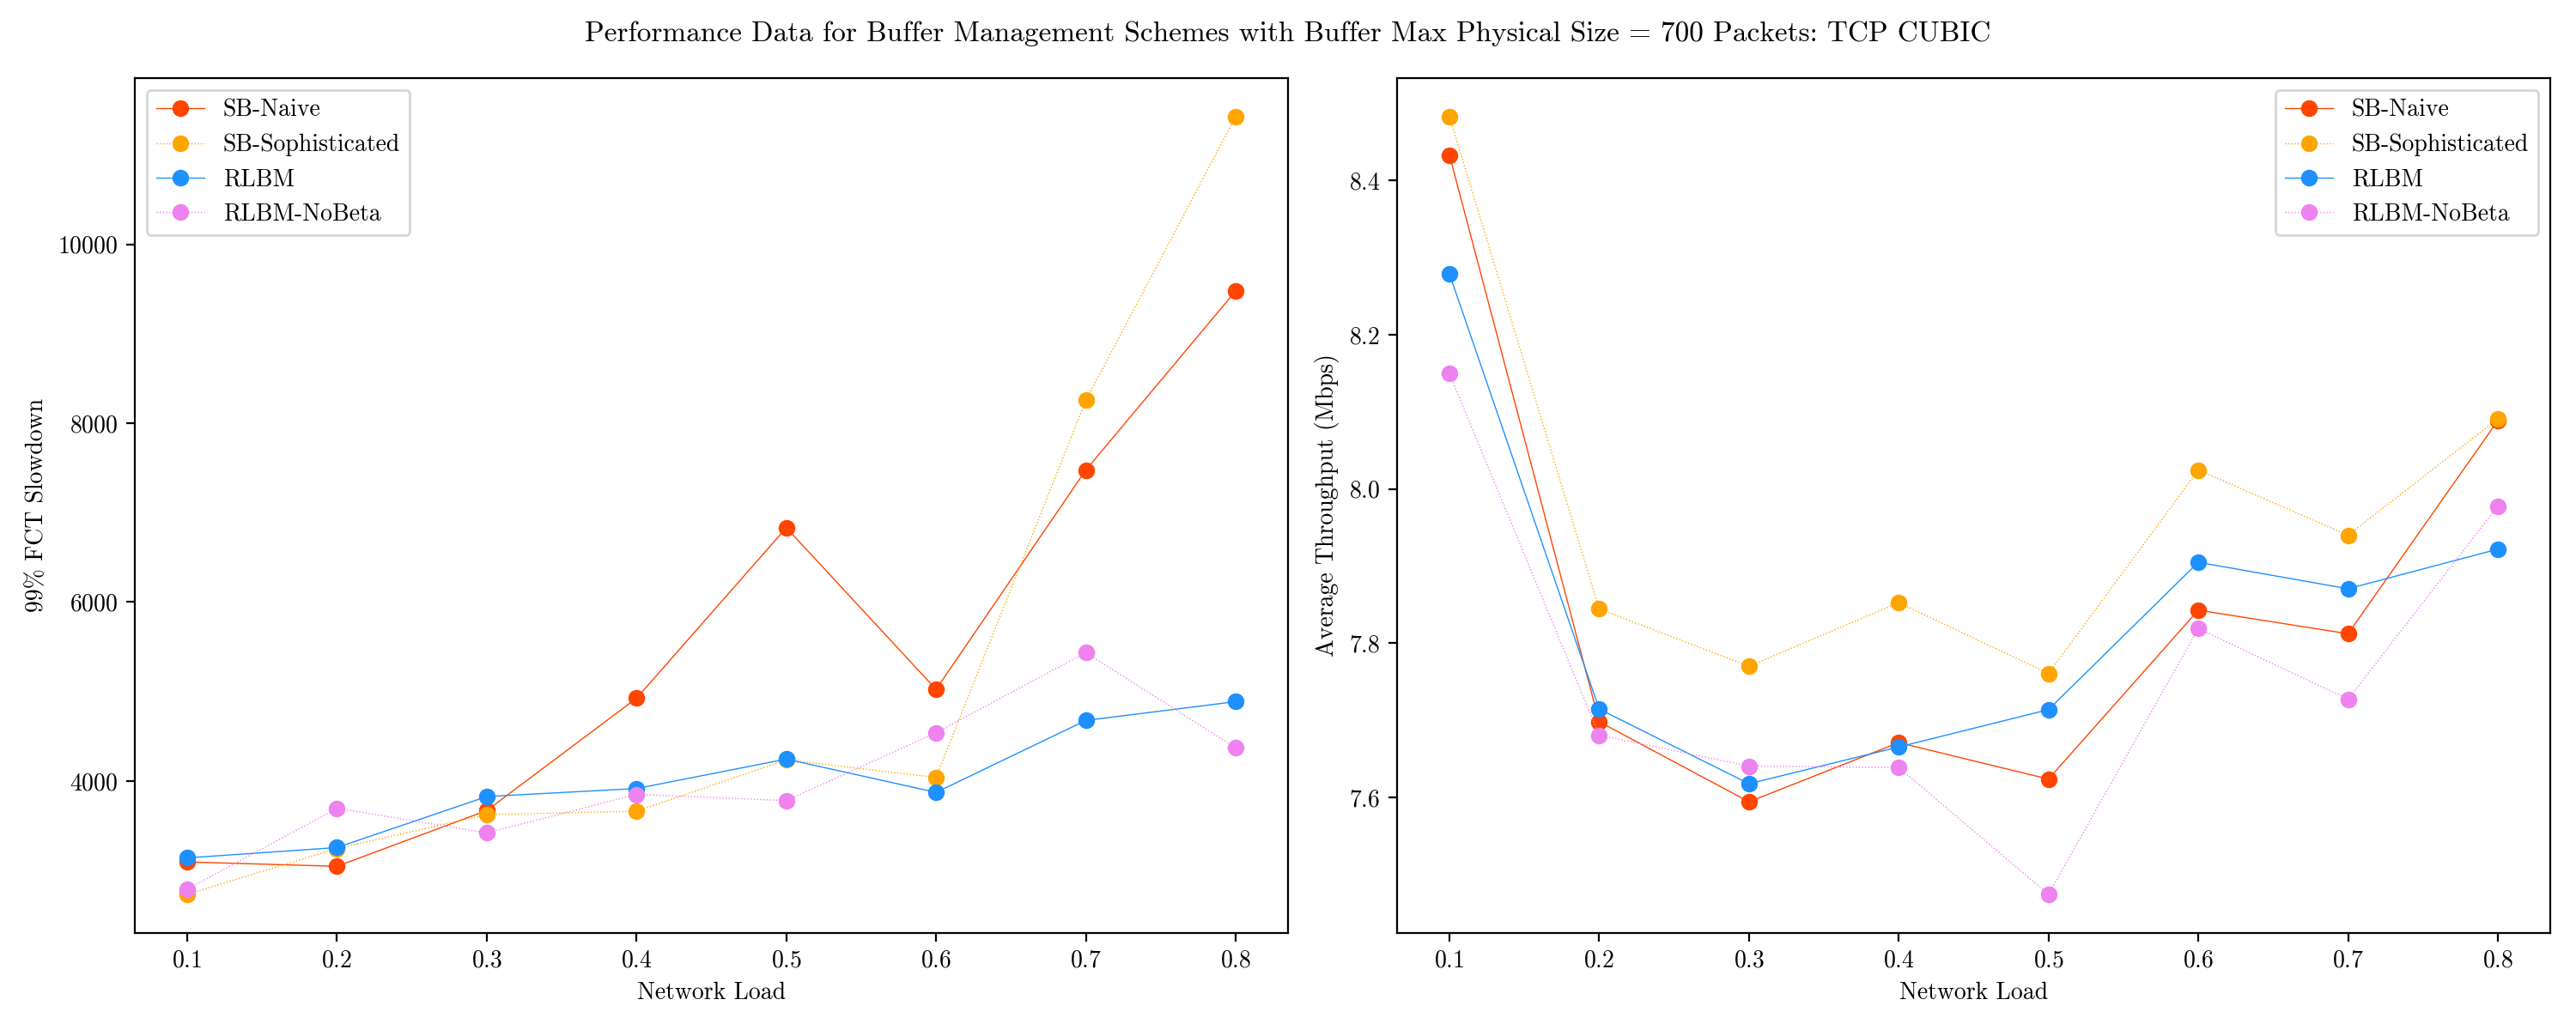 Performance Data for Buffer Management Schemes with Buffer Max Physical Size = 700 Packets: TCP CUBIC
99% FCT Slowdown
10000
8000
6000
4000
SB-Naive
SB-Sophisticated
RLBM
RLBM-NoBeta
0.1 0.2 0.3 0.4 0.5 0.6 0.7 0.8
Network Load
Average Throughput (Mbps)
8.4
8.2
8.0
7.8
7.6
SB-Naive
SB-Sophisticated
RLBM
RLBM-NoBeta
0.1 0.2 0.3 0.4 0.5 0.6 0.7 0.8
Network Load